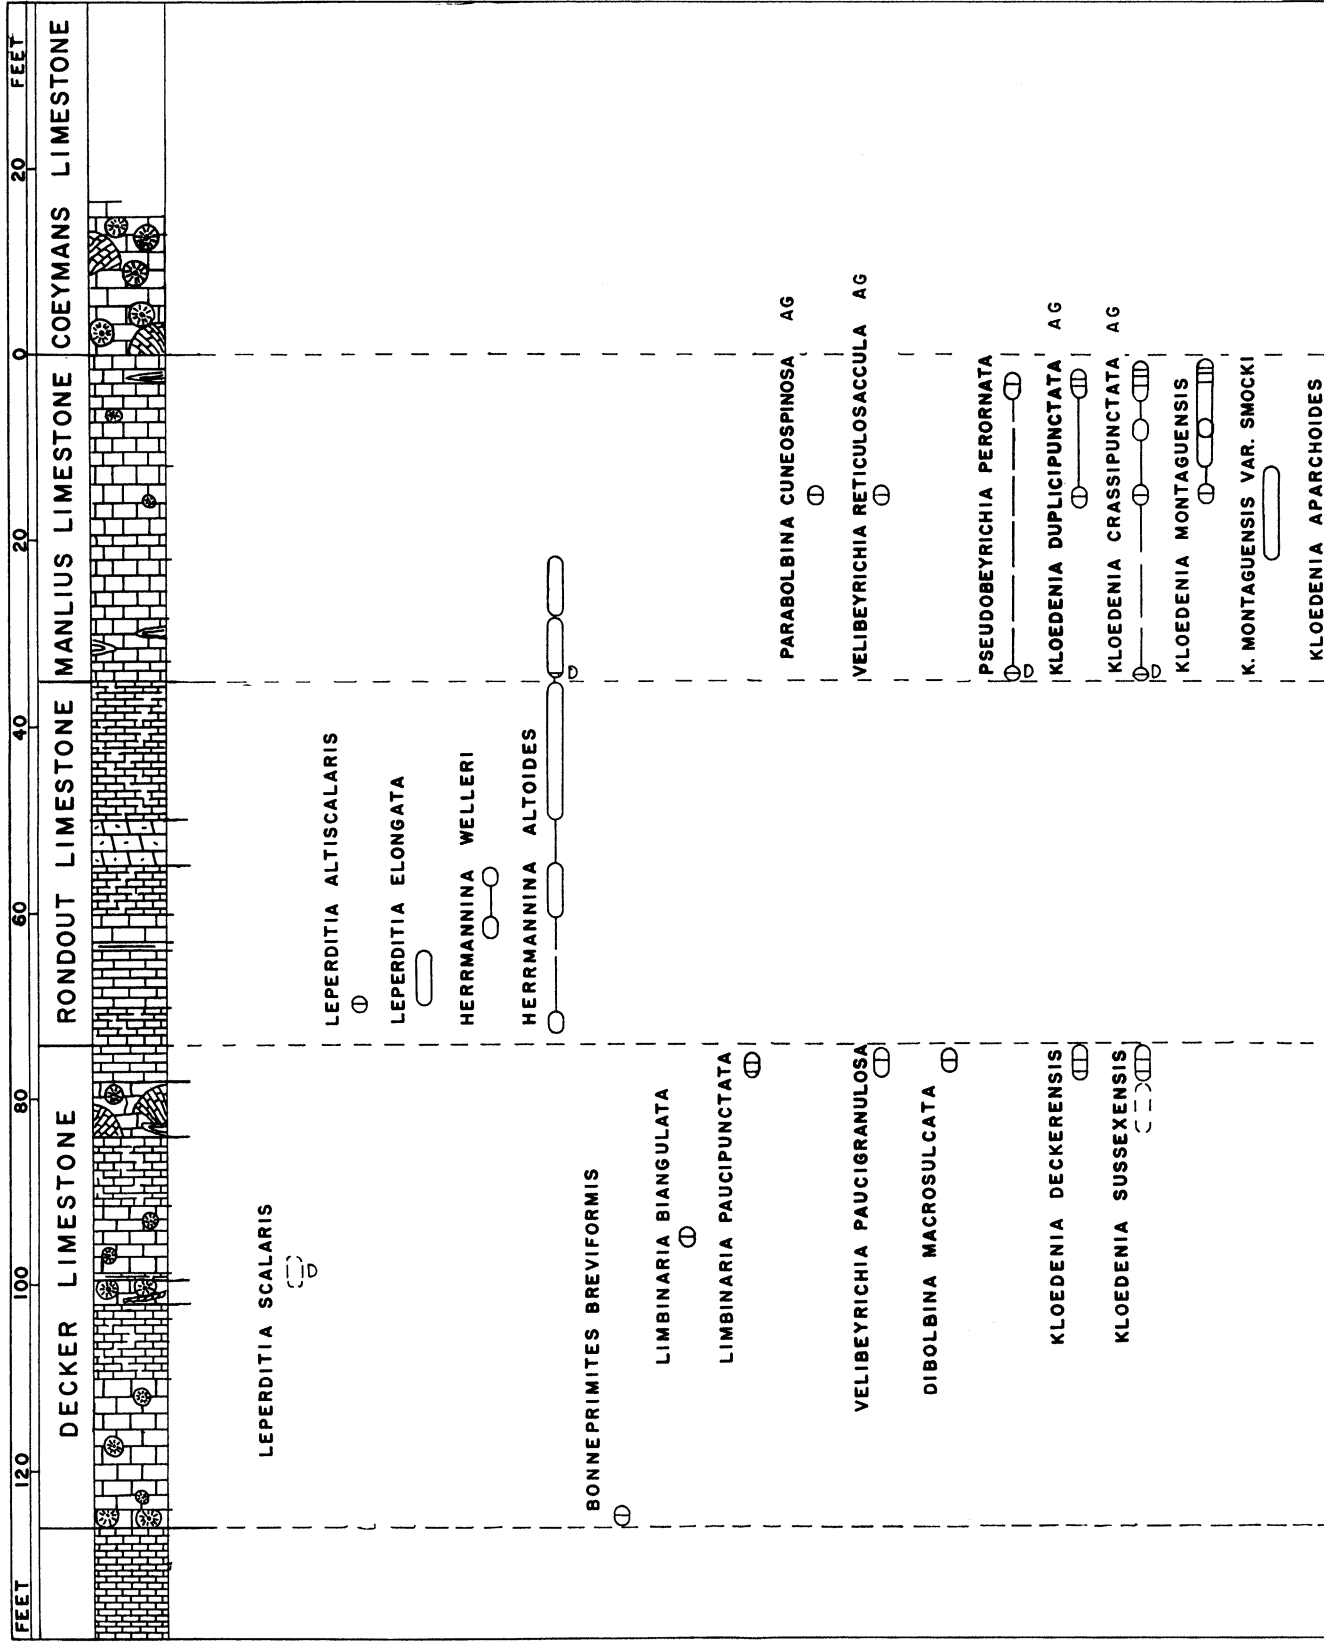 FEET 120 100 80 60 40 20 0 20 FEET
DECKER LIMESTONE
RONDOUT LIMESTONE
MANLIUS LIMESTONE
COEYMANS LIMESTONE
LEPERDITIA SCALARIS
D
LEPERDITIA ALTISCALARIS
LEPERDITIA ELONGATA
HERRMANNINA WELLERI
HERRMANNINA ALTOIDES
D
BONNEPRIMITES BREVIFORMIS
LIMBINARIA BIANGULATA
LIMBINARIA PAUCIPUNCTATA
PARABOLBINA CUNEOSPINOSA AG
VELIBEYRICHIA PAUCIGRANULOSA
VELIBEYRICHIA RETICULOSACCULA AG
DIBOLBINA MACROSULCATA
PSEUDOBEYRICHIA PERORNATA
D
KLOEDENIA DECKERENSIS
KLOEDENIA DUPLICIPUNCTATA AG
KLOEDENIA SUSSEXENSIS
KLOEDENIA CRASSIPUNCTATA AG
D
KLOEDENIA MONTAGUENSIS
K. MONTAGUENSIS VAR. SMOCKI
KLOEDENIA APARCHOIDES